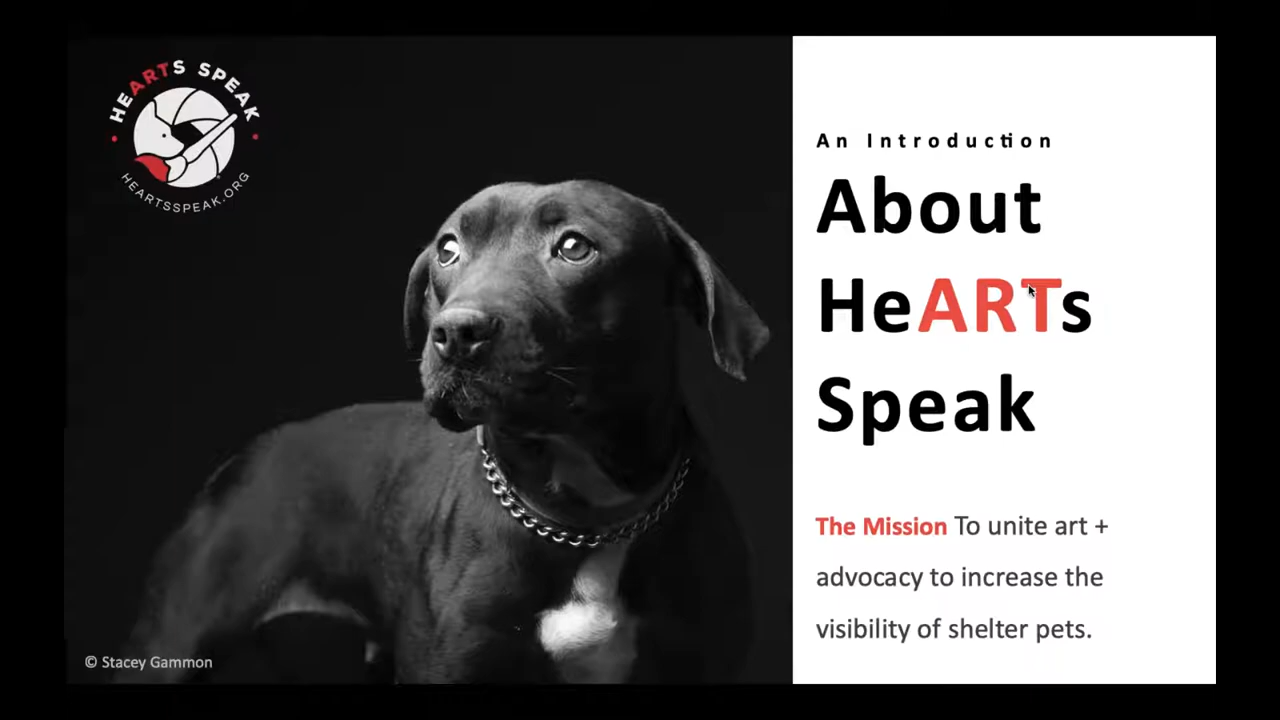 HEARTS SPEAK
HEARTSSPEAK.ORG
© Stacey Gammon
An Introduction
About
HeARTs
Speak
The Mission To unite art +
advocacy to increase the
visibility of shelter pets.